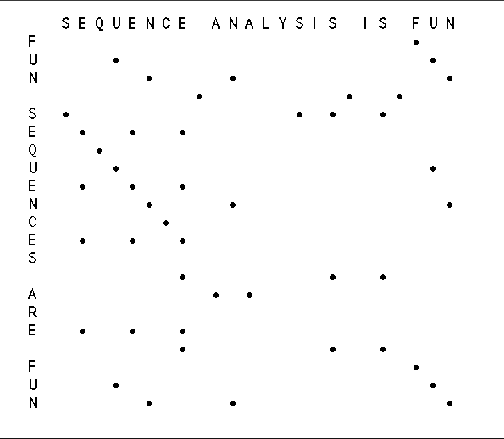 SEQUENCE ANALYSIS IS FUN
FUN SEQUENCES ARE FUN